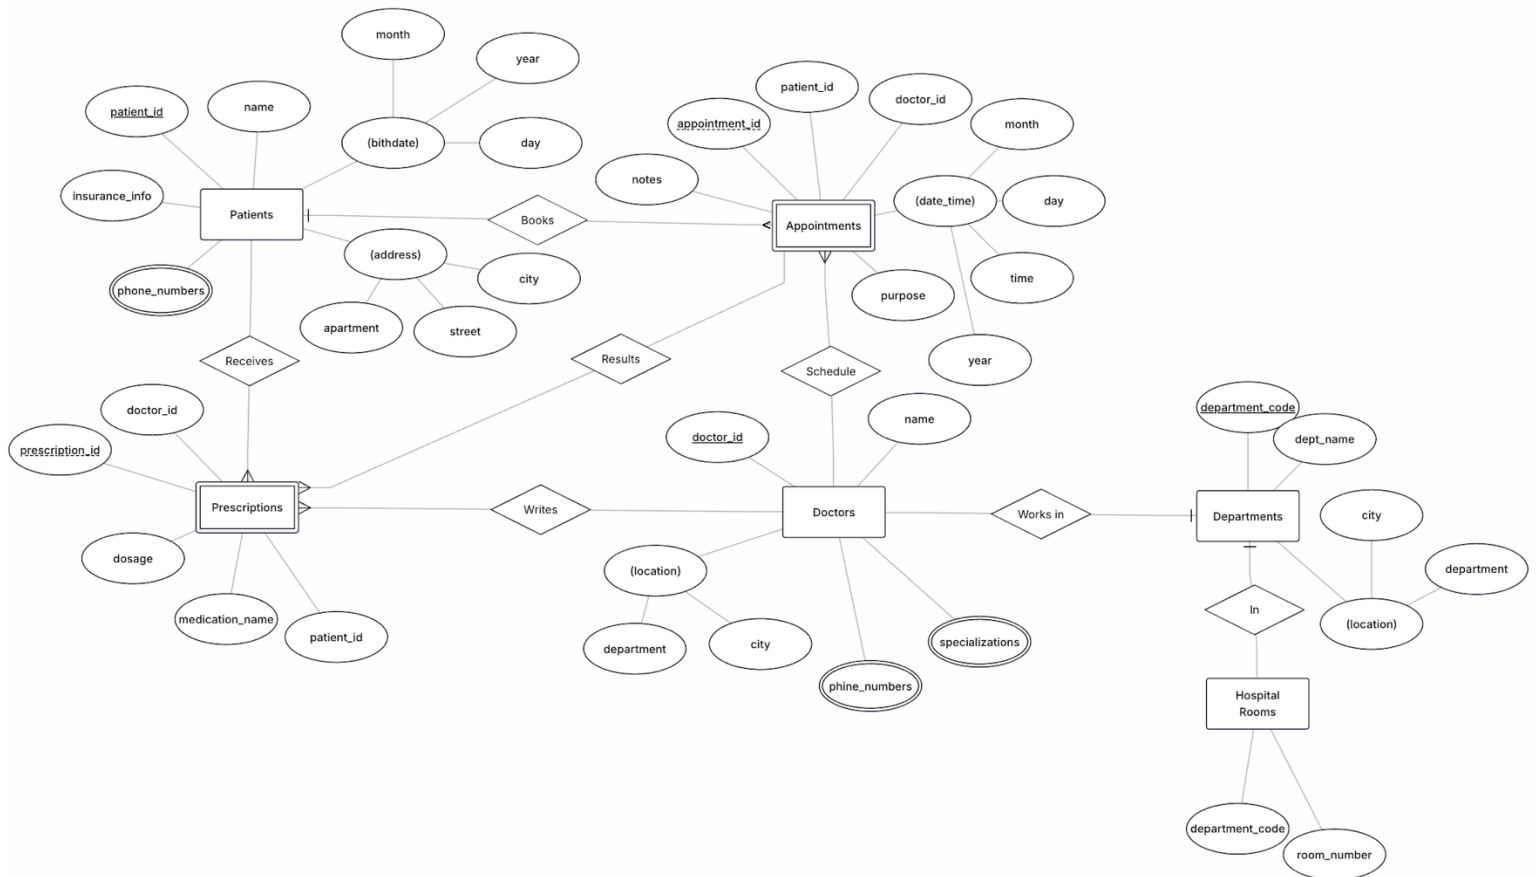 month
year
patient_id
name
(bithdate)
day
insurance_info
Patients
Books
(address)
city
phone_numbers
apartment
street
Receives
patient_id
doctor_id
appointment_id
month
notes
(date_time)
day
Appointments
time
purpose
year
Results
Schedule
doctor_id
prescription_id
Prescriptions
dosage
medication_name
patient_id
Writes
doctor_id
name
Doctors
(location)
department
city
phine_numbers
specializations
Works in
department_code
dept_name
Departments
city
department
(location)
In
Hospital
Rooms
department_code
room_number